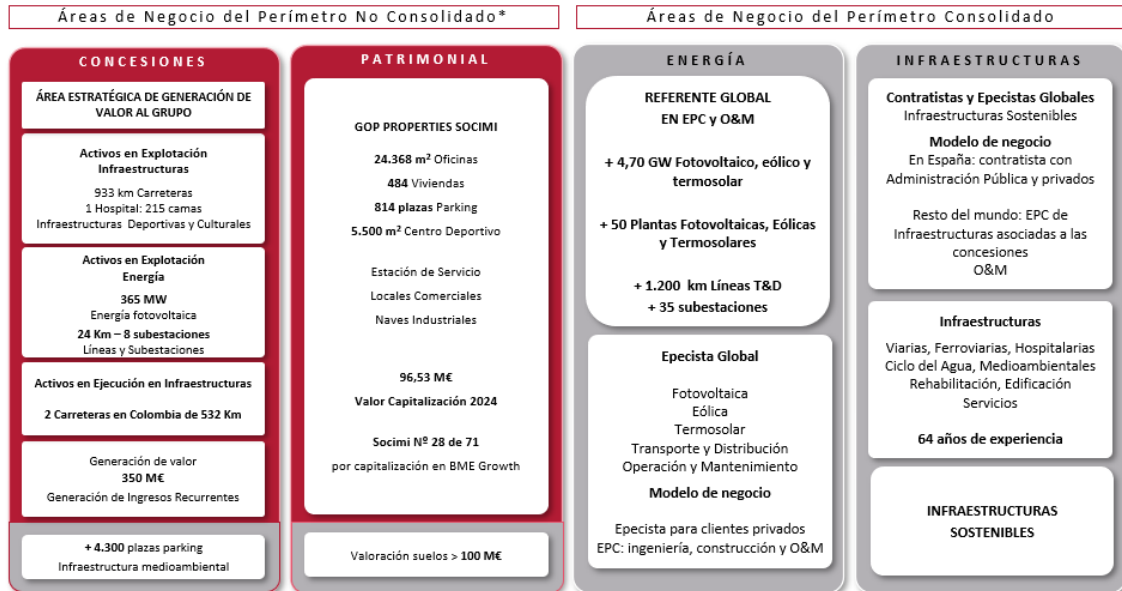 Áreas de Negocio del Perímetro No Consolidado*
CONCESIONES
ÁREA ESTRATÉGICA DE GENERACIÓN DE
VALOR AL GRUPO
Activos en Explotación
Infraestructuras
933 km Carreteras
1 Hospital: 215 camas
Infraestructuras Deportivas y Culturales
Activos en Explotación
Energía
365 MW
Energía fotovoltaica
24 Km – 8 subestaciones
Líneas y Subestaciones
Activos en Ejecución en Infraestructuras
2 Carreteras en Colombia de 532 Km
Generación de valor
350 M€
Generación de Ingresos Recurrentes
+ 4.300 plazas parking
Infraestructura medioambiental
PATRIMONIAL
GOP PROPERTIES SOCIMI
24.368 m² Oficinas
484 Viviendas
814 plazas Parking
5.500 m² Centro Deportivo
Estación de Servicio
Locales Comerciales
Naves Industriales
96,53 M€
Valor Capitalización 2024
Socimi Nº 28 de 71
por capitalización en BME Growth
Valoración suelos > 100 M€
Áreas de Negocio del Perímetro Consolidado
ENERGÍA
REFERENTE GLOBAL
EN EPC y O&M
+ 4,70 GW Fotovoltaico, eólico y
termosolar
+ 50 Plantas Fotovoltaicas, Eólicas
y Termosolares
+ 1.200 km Líneas T&D
+ 35 subestaciones
Epecista Global
Fotovoltaica
Eólica
Termosolar
Transporte y Distribución
Operación y Mantenimiento
Modelo de negocio
Epecista para clientes privados
EPC: ingeniería, construcción y O&M
INFRAESTRUCTURAS
Contratistas y Epecistas Globales
Infraestructuras Sostenibles
Modelo de negocio
En España: contratista con
Administración Pública y privados
Resto del mundo: EPC de
Infraestructuras asociadas a las
concesiones
O&M
Infraestructuras
Viarias, Ferroviarias, Hospitalarias
Ciclo del Agua, Medioambientales
Rehabilitación, Edificación
Servicios
64 años de experiencia
INFRAESTRUCTURAS
SOSTENIBLES